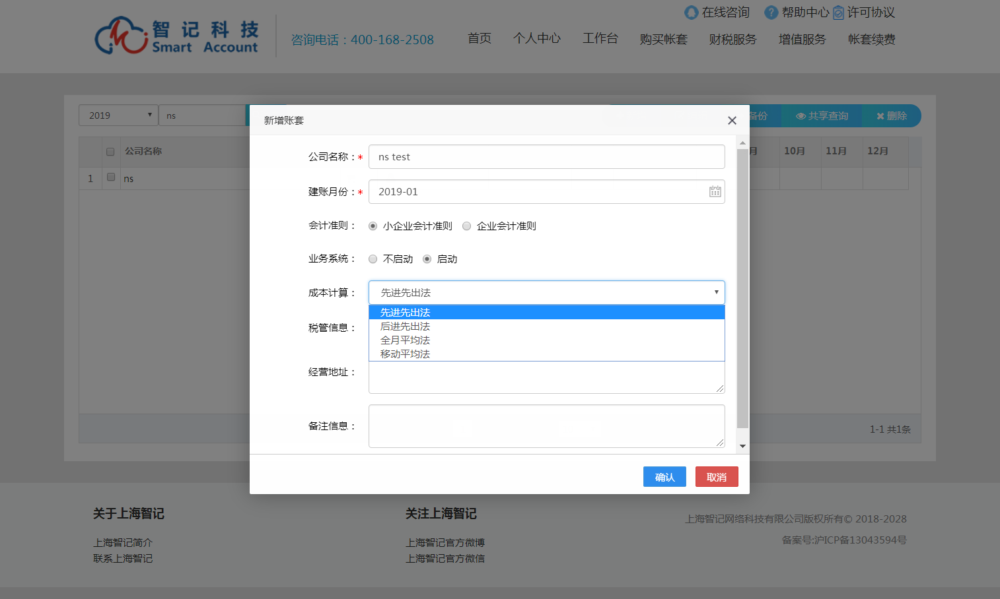 在线咨询 帮助中心 许可协议
智记科技
Smart Account
咨询电话：400-168-2508
首页 个人中心 工作台 购买帐套 财税服务 增值服务 帐套续费
2019 ns
备份 共享查询 删除
新增账套
公司名称 月 10月 11月 12月
1 ns
公司名称：* ns test
建账月份：* 2019-01
会计准则： 小企业会计准则 企业会计准则
业务系统： 不启动 启动
成本计算： 先进先出法
先进先出法
后进先出法
全月平均法
移动平均法
税管信息：
经营地址：
备注信息：
1-1 共1条
确认 取消
关于上海智记
上海智记简介
联系上海智记
关注上海智记
上海智记官方微博
上海智记官方微信
上海智记网络科技有限公司版权所有© 2018-2028
备案号:沪ICP备13043594号